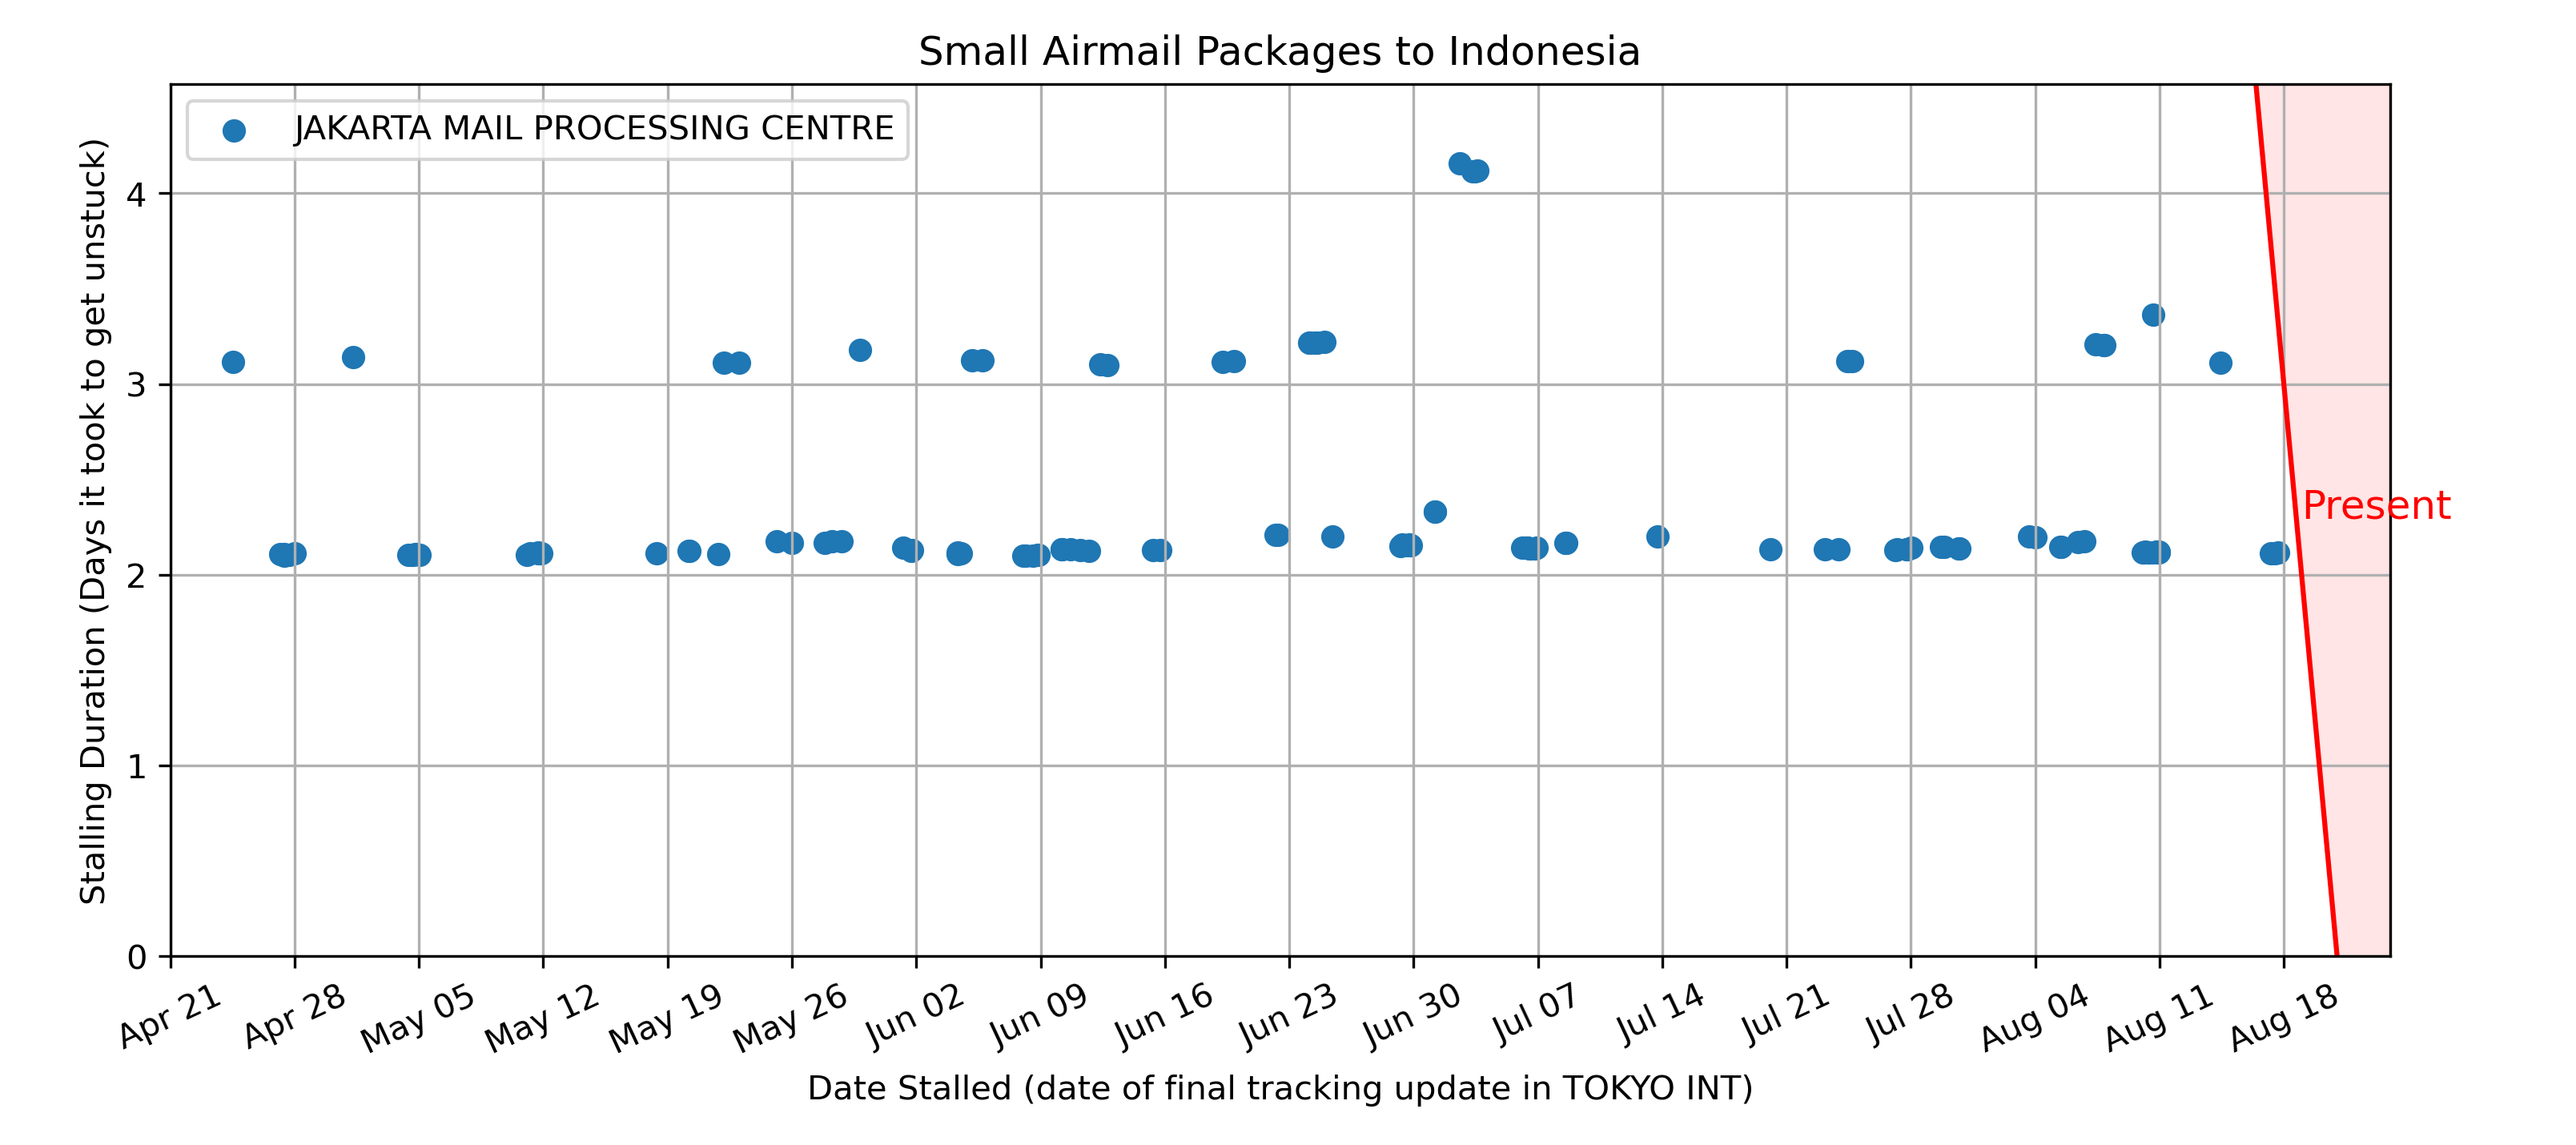 Small Airmail Packages to Indonesia
JAKARTA MAIL PROCESSING CENTRE
Stalling Duration (Days it took to get unstuck)
4
3
2
1
0
Present
Apr 21
Apr 28
May 05
May 12
May 19
May 26
Jun 02
Jun 09
Jun 16
Jun 23
Jun 30
Jul 07
Jul 14
Jul 21
Jul 28
Aug 04
Aug 11
Aug 18
Date Stalled (date of final tracking update in TOKYO INT)